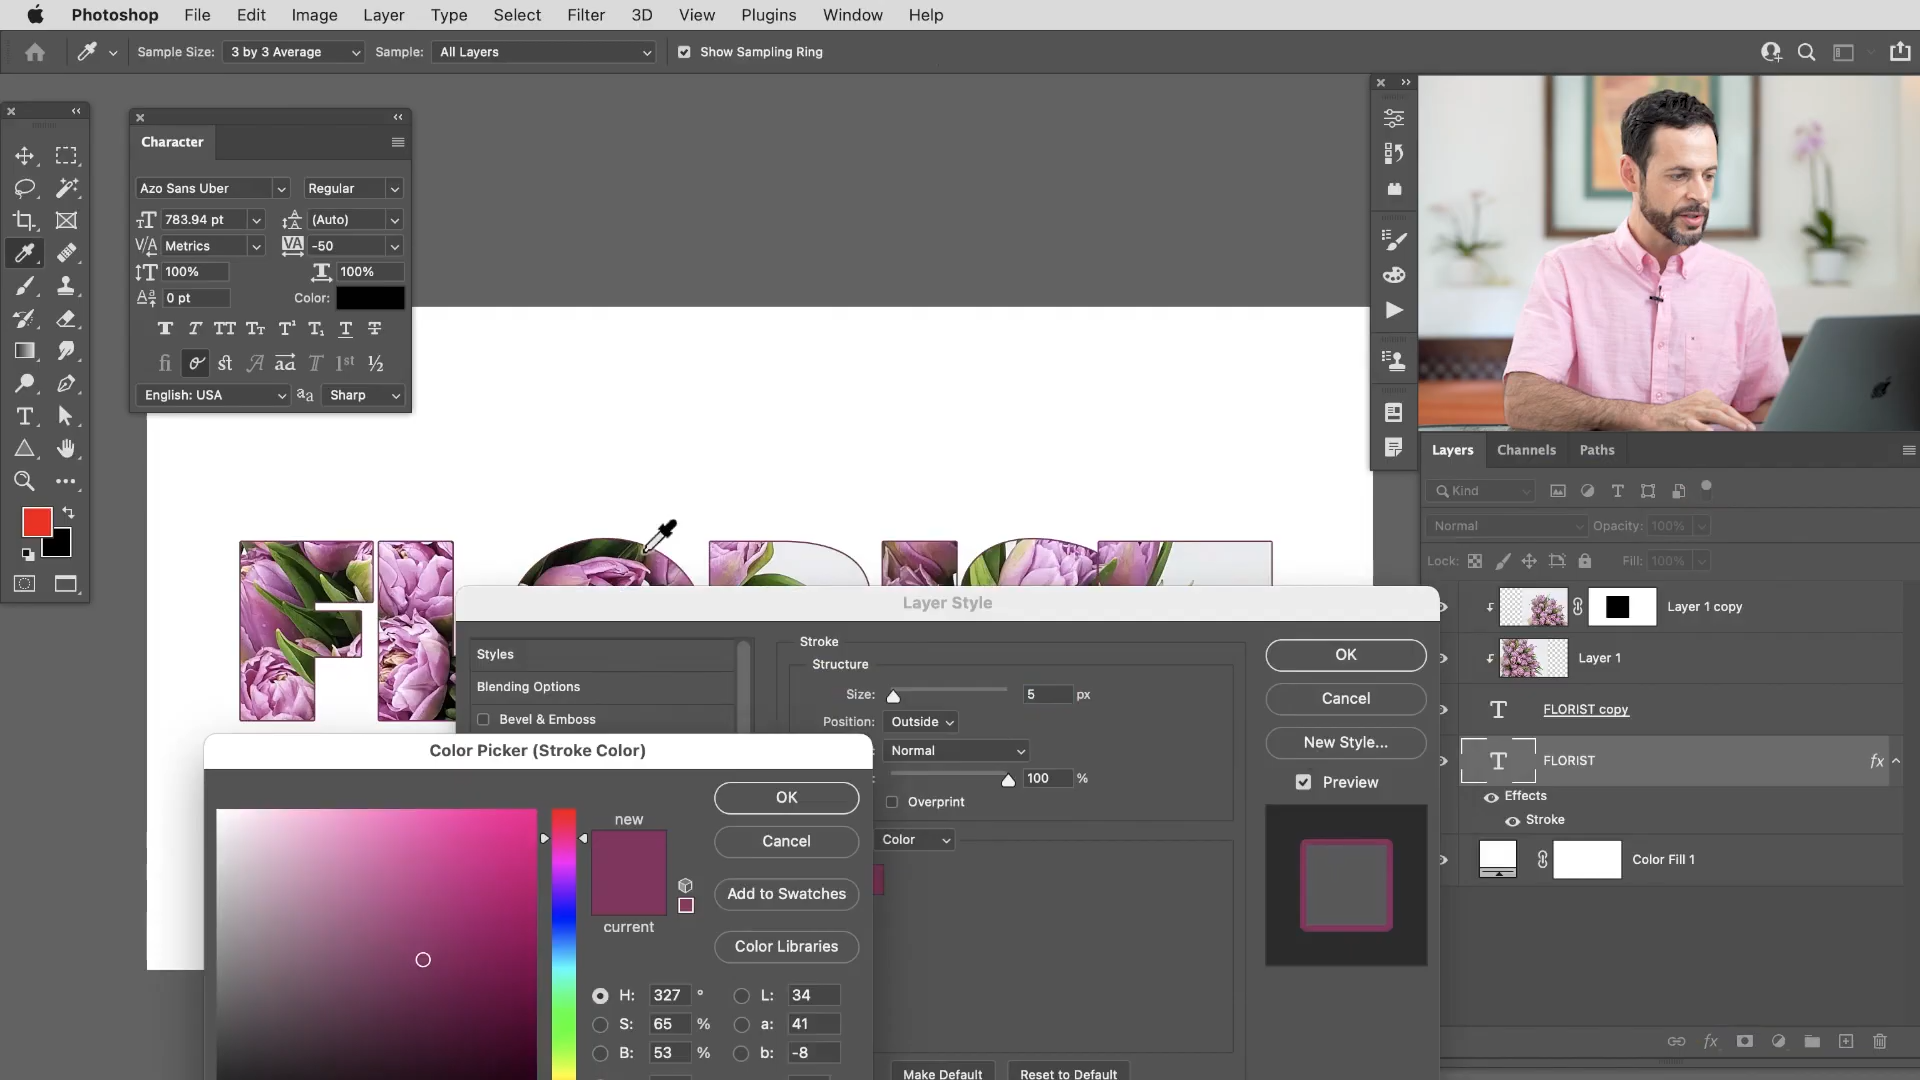 Photoshop File Edit Image Layer Type Select Filter 3D View Plugins Window Help
Sample Size: 3 by 3 Average Sample: All Layers Show Sampling Ring
Character
Azo Sans Uber Regular
783.94 pt (Auto)
Metrics -50
100% 100%
0 pt Color:
English: USA Sharp
Layers Channels Paths
Kind
Normal Opacity: 100%
Lock: Fill: 100%
Layer 1 copy
Layer 1
FLORIST copy
FLORIST fx
Effects
Stroke
Color Fill 1
Layer Style
Styles
Blending Options
Bevel & Emboss
Stroke
Structure
Size: 5 px
Position: Outside
Normal
100 %
Overprint
Color
Make Default Reset to Default
OK
Cancel
New Style...
Preview
Color Picker (Stroke Color)
new
current
OK
Cancel
Add to Swatches
Color Libraries
H: 327 ° L: 34
S: 65 % a: 41
B: 53 % b: -8